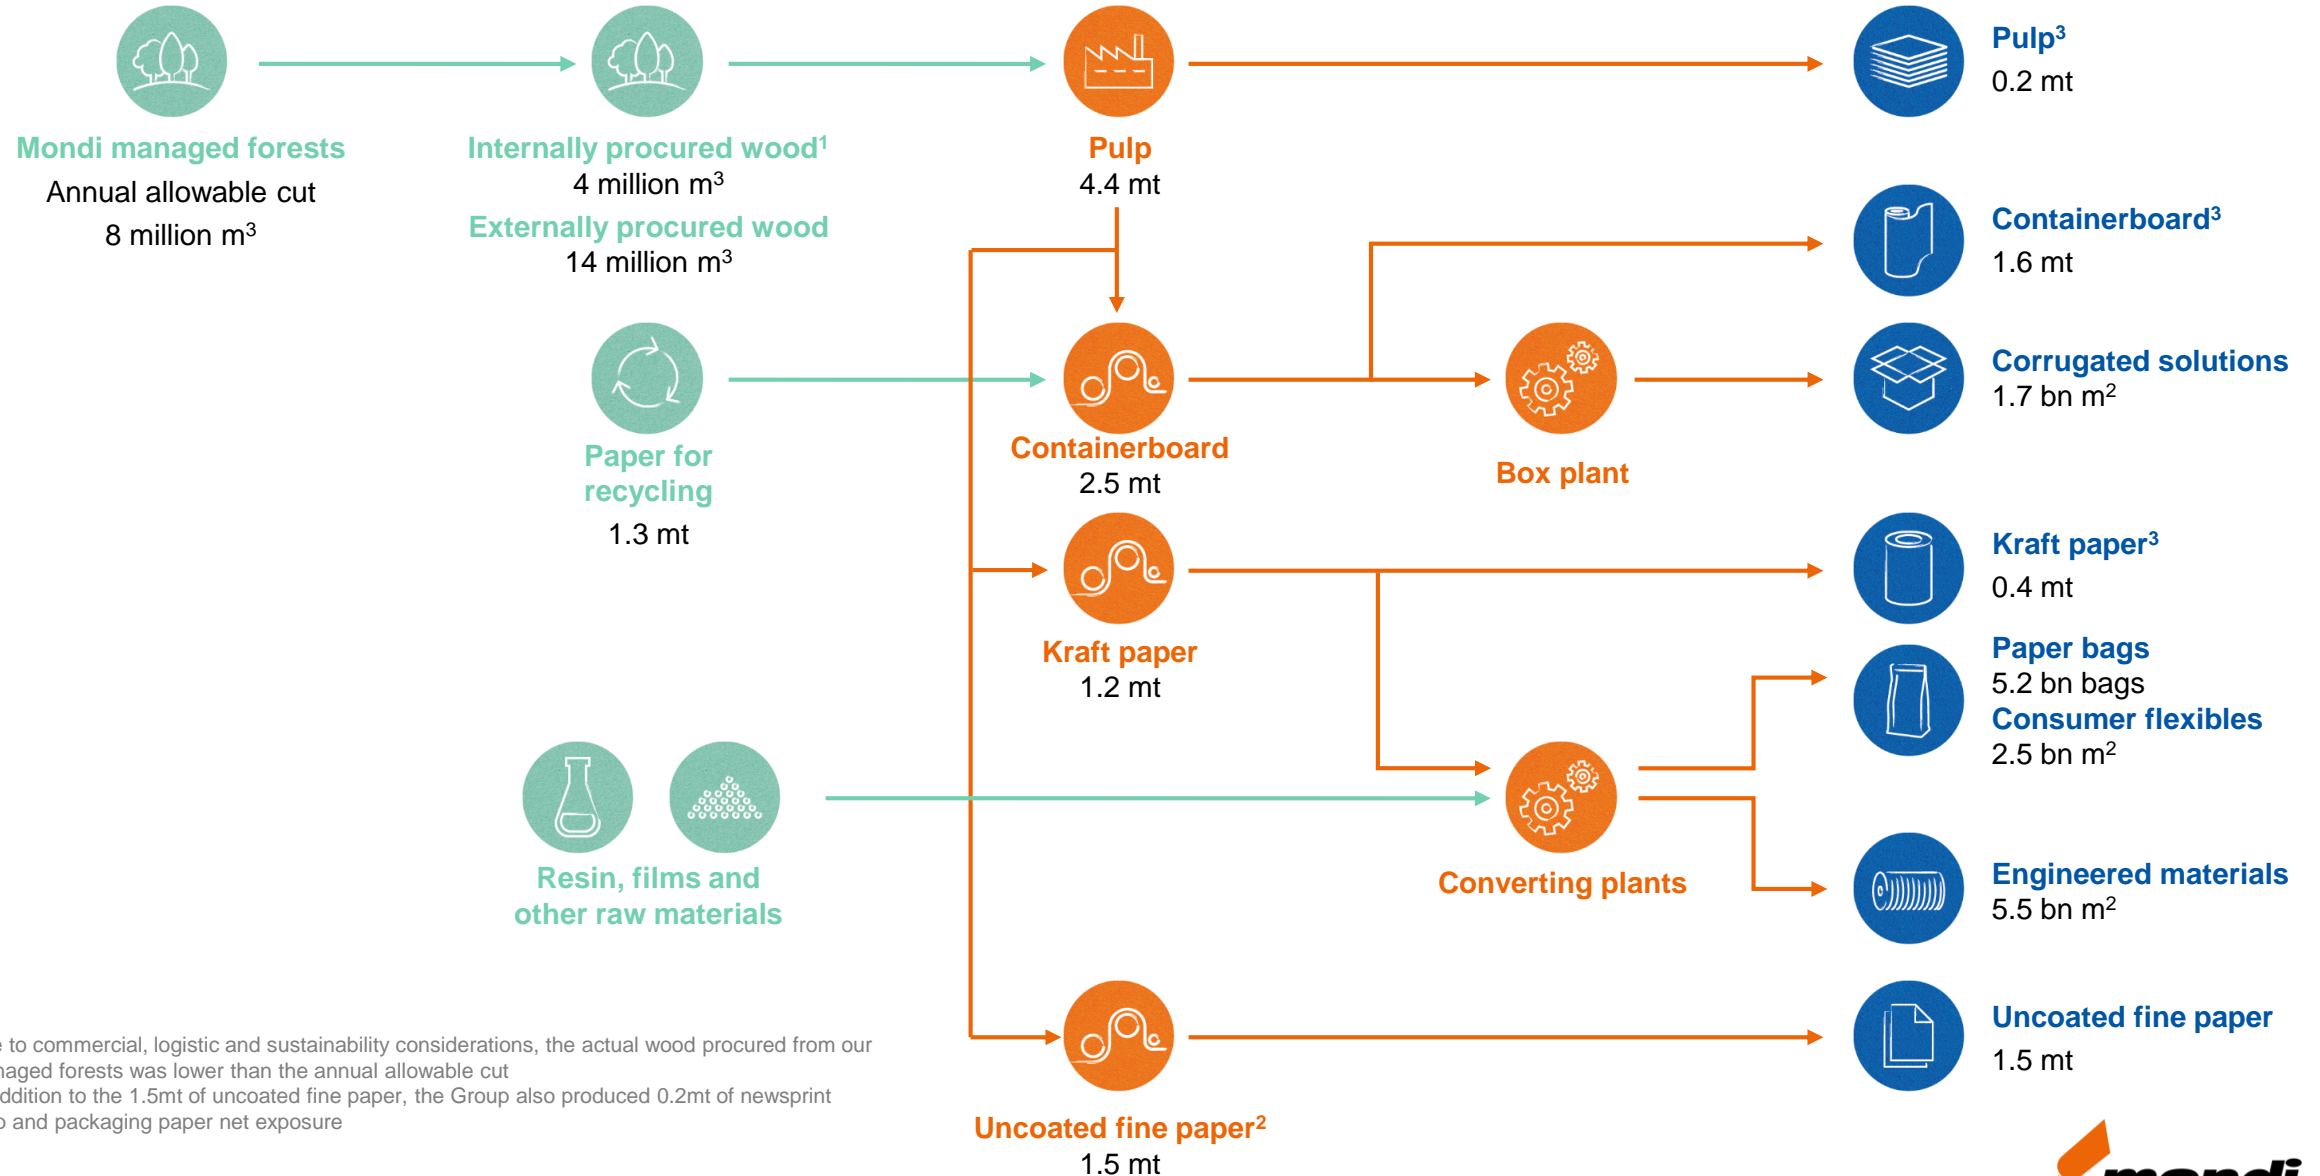 Mondi managed forests
Annual allowable cut
8 million m³
Internally procured wood¹
4 million m³
Externally procured wood
14 million m³
Paper for
recycling
1.3 mt
Resin, films and
other raw materials
Pulp
4.4 mt
Containerboard
2.5 mt
Kraft paper
1.2 mt
Uncoated fine paper²
1.5 mt
Box plant
Converting plants
Pulp³
0.2 mt
Containerboard³
1.6 mt
Corrugated solutions
1.7 bn m²
Kraft paper³
0.4 mt
Paper bags
5.2 bn bags
Consumer flexibles
2.5 bn m²
Engineered materials
5.5 bn m²
Uncoated fine paper
1.5 mt
to commercial, logistic and sustainability considerations, the actual wood procured from our
forests was lower than the annual allowable cut
to the 1.5mt of uncoated fine paper, the Group also produced 0.2mt of newsprint
and packaging paper net exposure
mondi